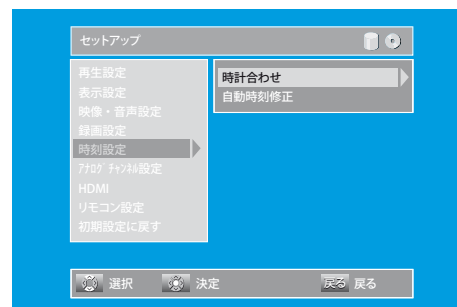 セットアップ
再生設定
表示設定
映像・音声設定
録画設定
時刻設定
ｱﾅﾛｸﾞ ﾁｬﾝﾈﾙ設定
HDMI
リモコン設定
初期設定に戻す
時計合わせ
自動時刻修正
選択 決定 戻る 戻る